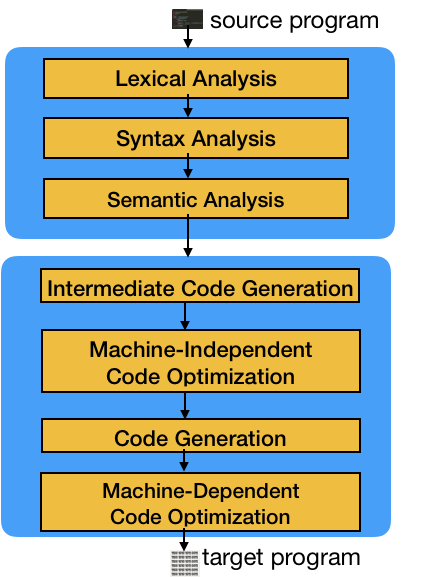 source program
Lexical Analysis
Syntax Analysis
Semantic Analysis
Intermediate Code Generation
Machine-Independent
Code Optimization
Code Generation
Machine-Dependent
Code Optimization
target program